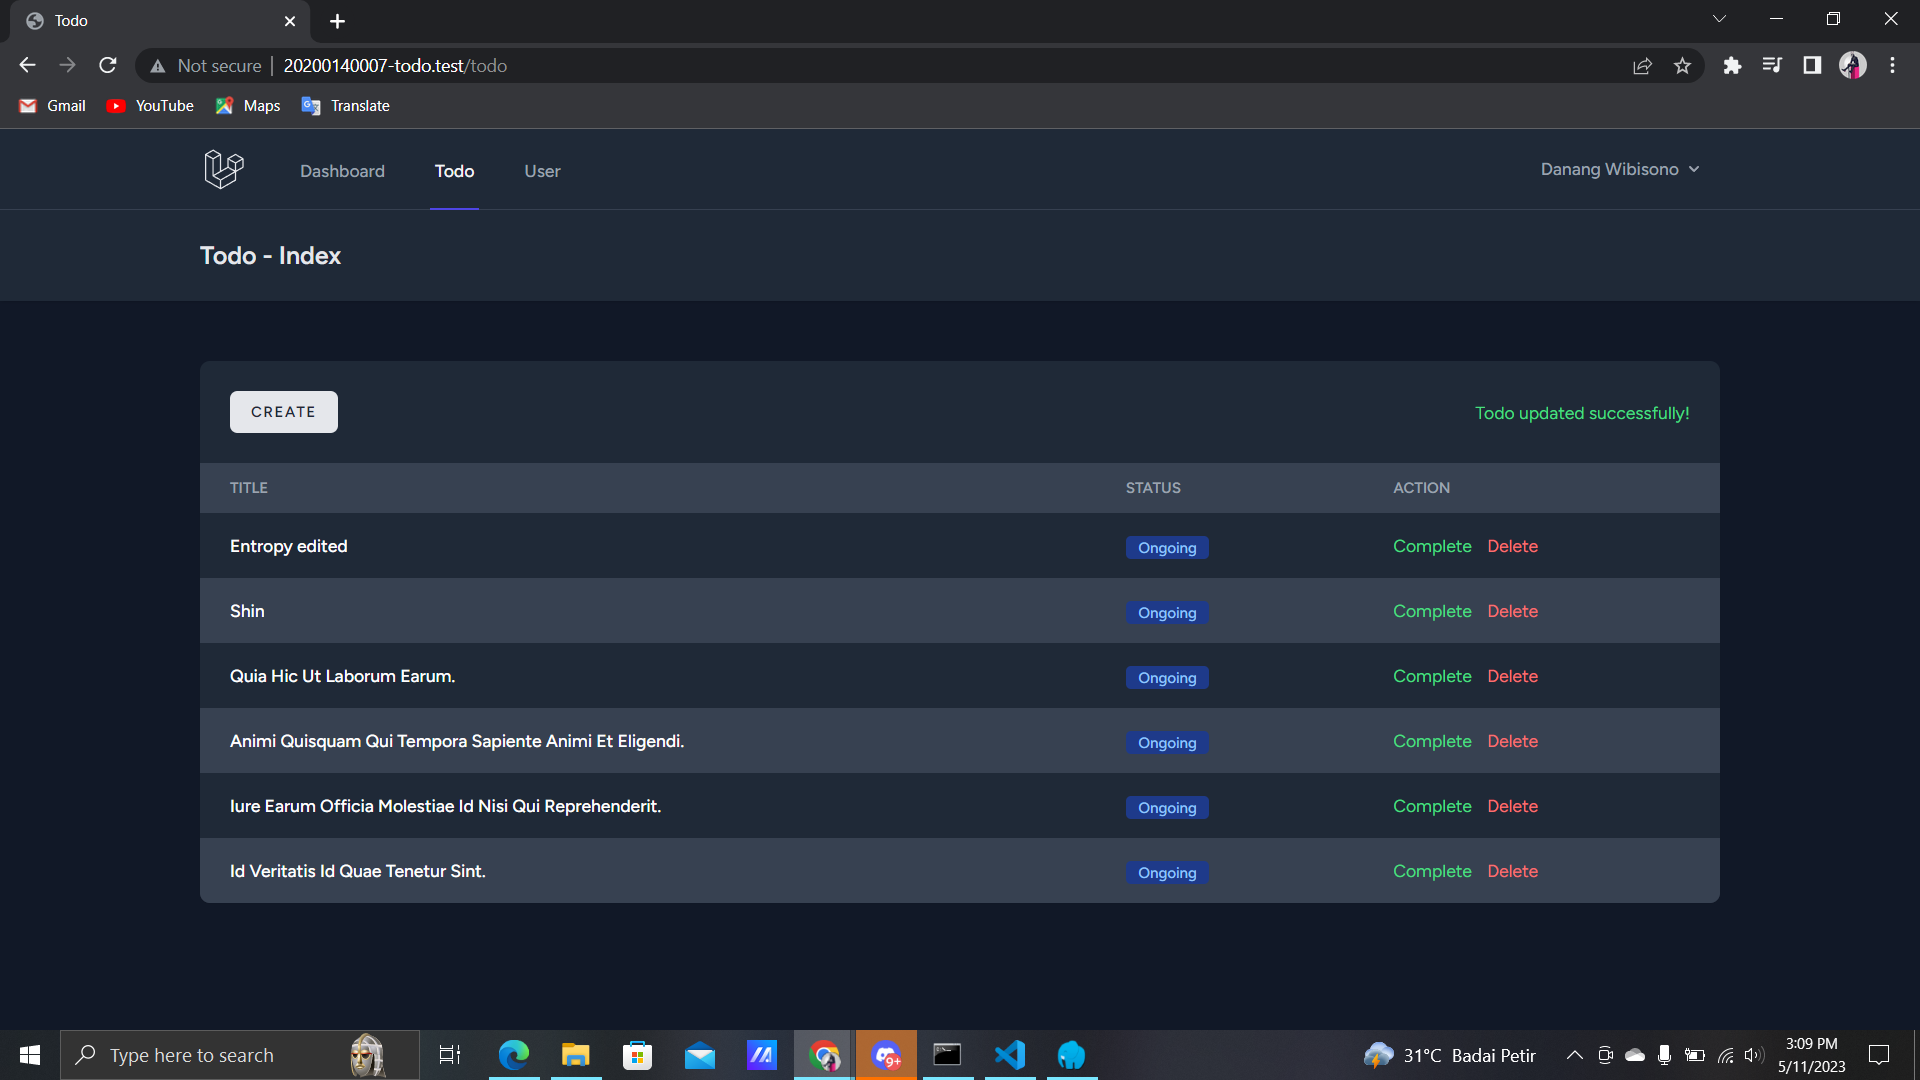 Todo
Not secure
20200140007-todo.test/todo
Gmail
YouTube
Maps
Translate
Dashboard
Todo
User
Danang Wibisono
Todo - Index
CREATE
Todo updated successfully!
TITLE STATUS ACTION
Entropy edited Ongoing Complete Delete
Shin Ongoing Complete Delete
Quia Hic Ut Laborum Earum. Ongoing Complete Delete
Animi Quisquam Qui Tempora Sapiente Animi Et Eligendi. Ongoing Complete Delete
Iure Earum Officia Molestiae Id Nisi Qui Reprehenderit. Ongoing Complete Delete
Id Veritatis Id Quae Tenetur Sint. Ongoing Complete Delete
Type here to search
9+
31°C Badai Petir
3:09 PM
5/11/2023